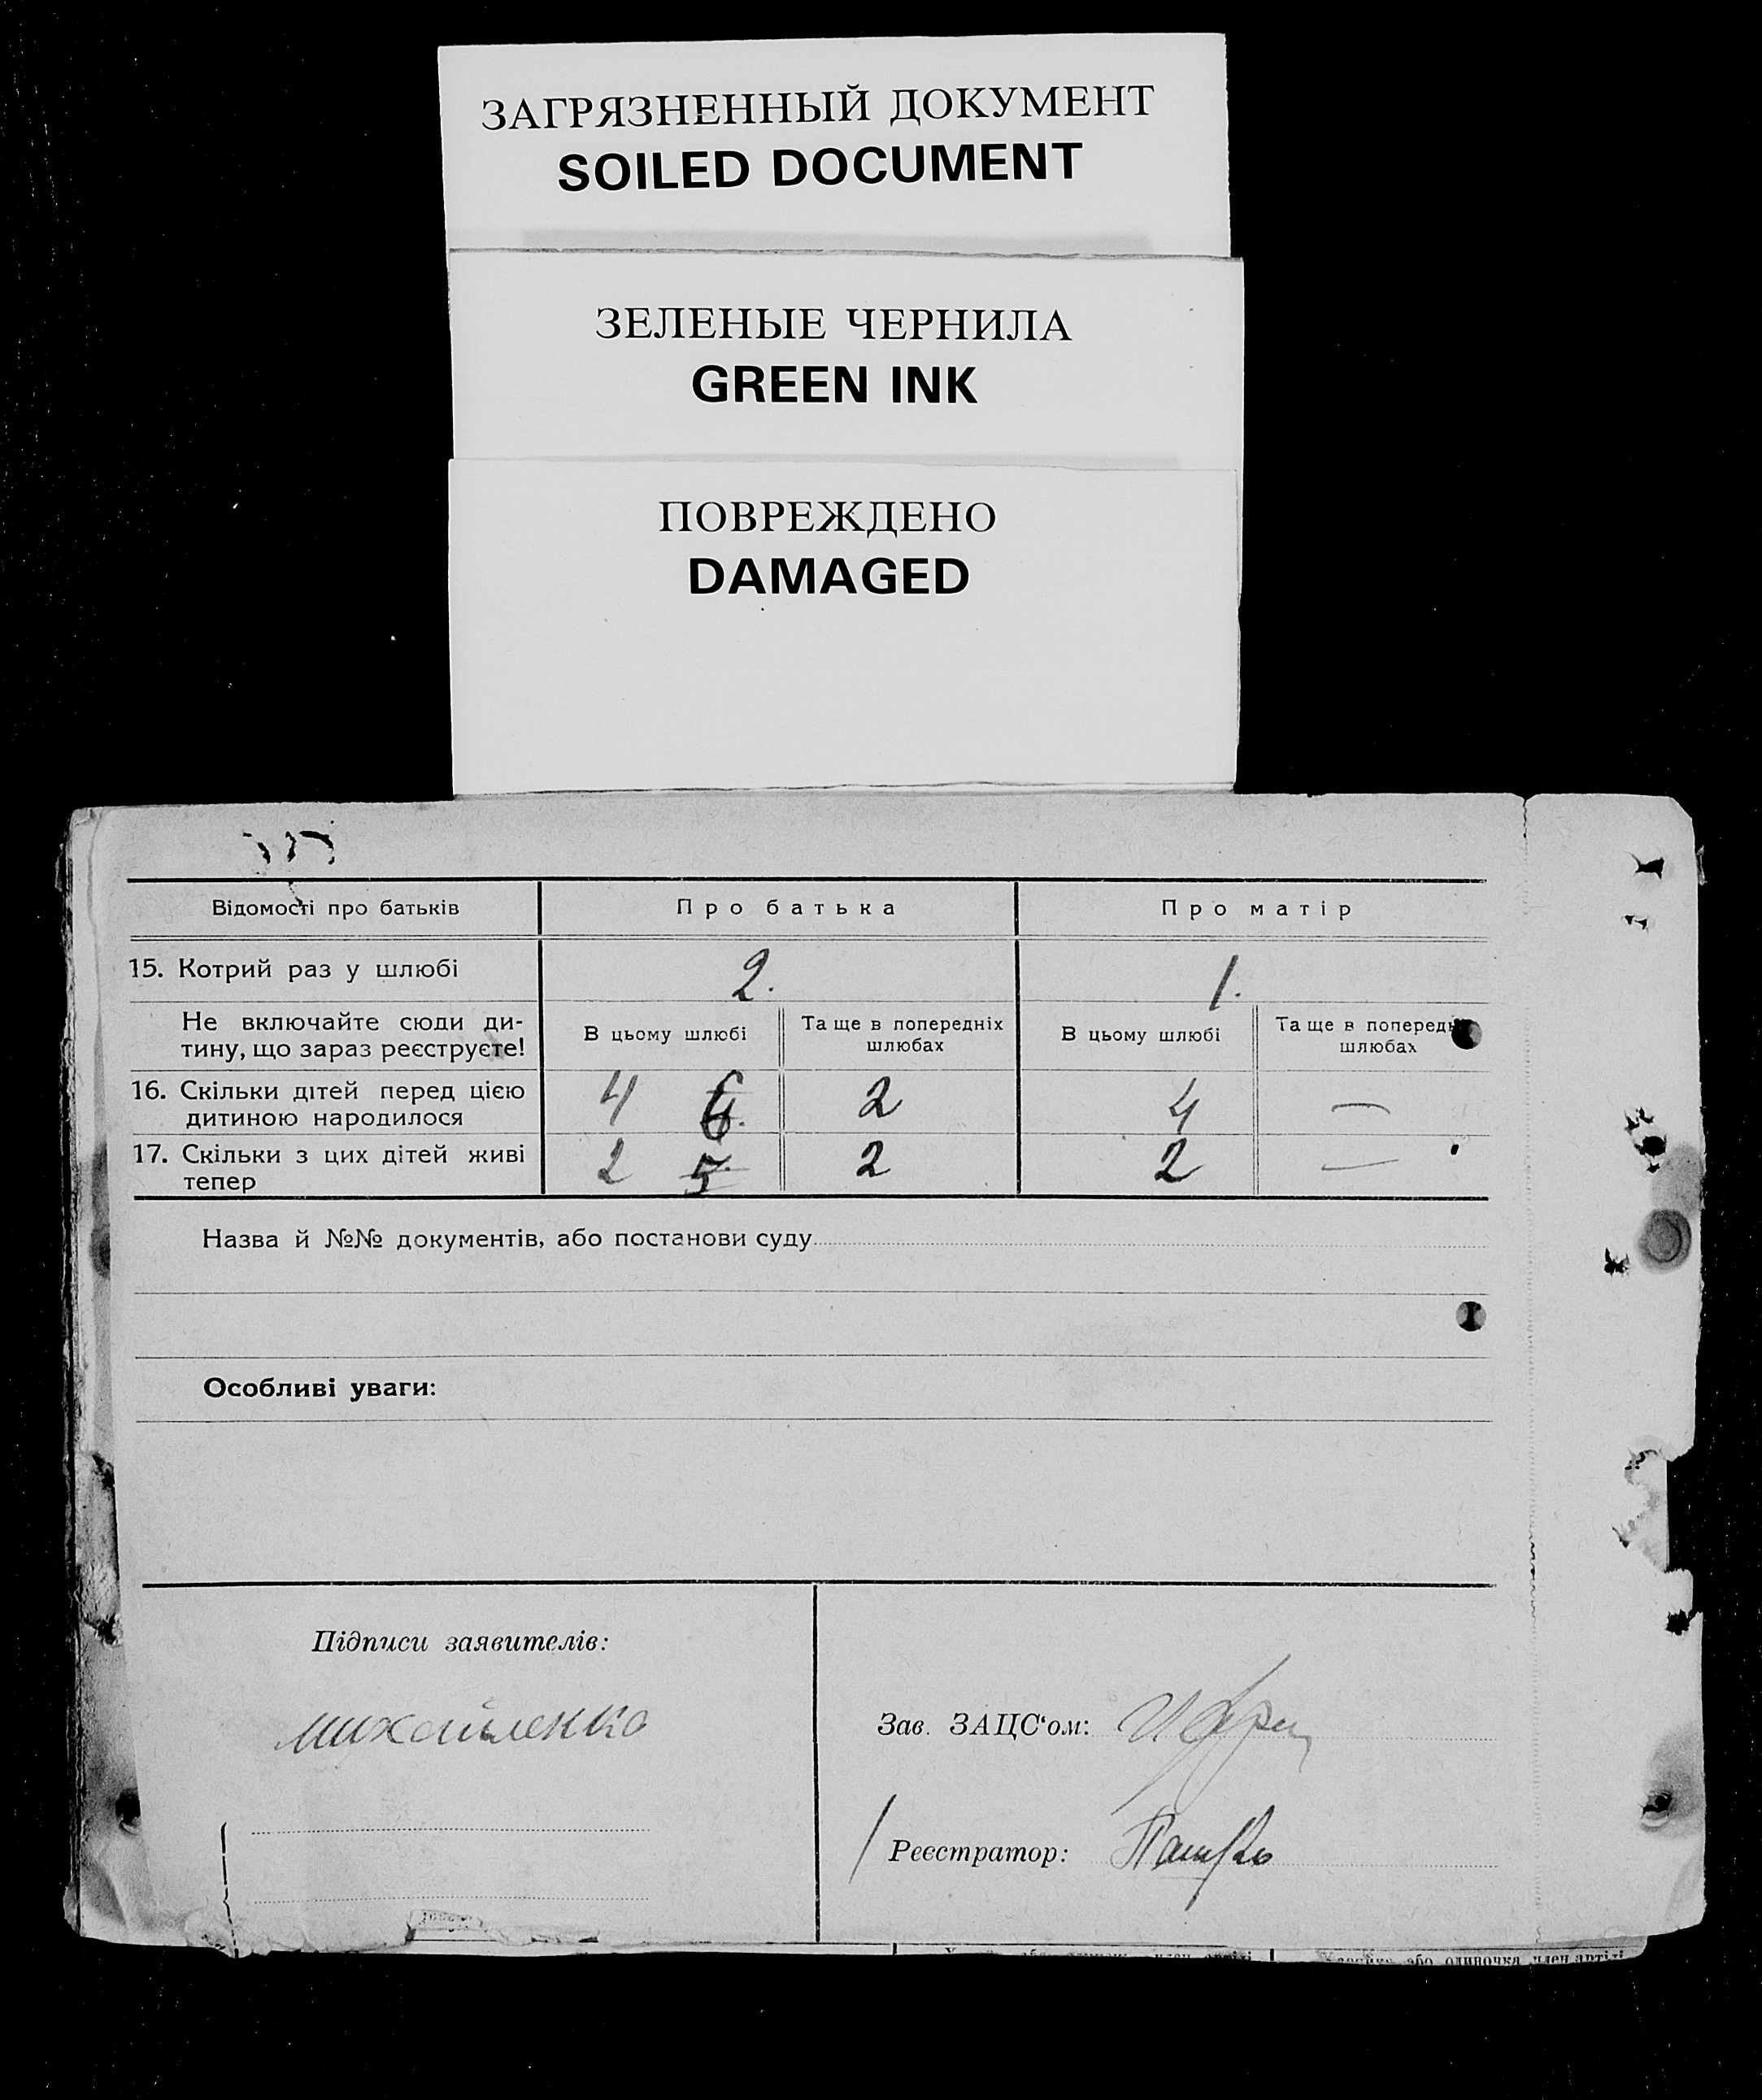 ЗАГРЯЗНЕННЫЙ ДОКУМЕНТ
SOILED DOCUMENT
ЗЕЛЕНЫЕ ЧЕРНИЛА
GREEN INK
ПОВРЕЖДЕНО
DAMAGED
Відомості про батьків Про батька Про матір
15. Котрий раз у шлюбі 2. 1.
Не включайте сюди ди-
тину, що зараз реєструєте!
В цьому шлюбі
Та ще в попередніх
шлюбах
В цьому шлюбі
Та ще в
шлюбах
16. Скільки дітей перед цією
дитиною народилося
4 6. 2 4 —
17. Скільки з цих дітей живі
тепер
2 5 2 2 —
Назва й №№ документів, або постанови суду
Особливі уваги:
Підписи заявителів:
михайленко
Зав. ЗАЦС‘ом:
Реєстратор:
або одиночка член артілі